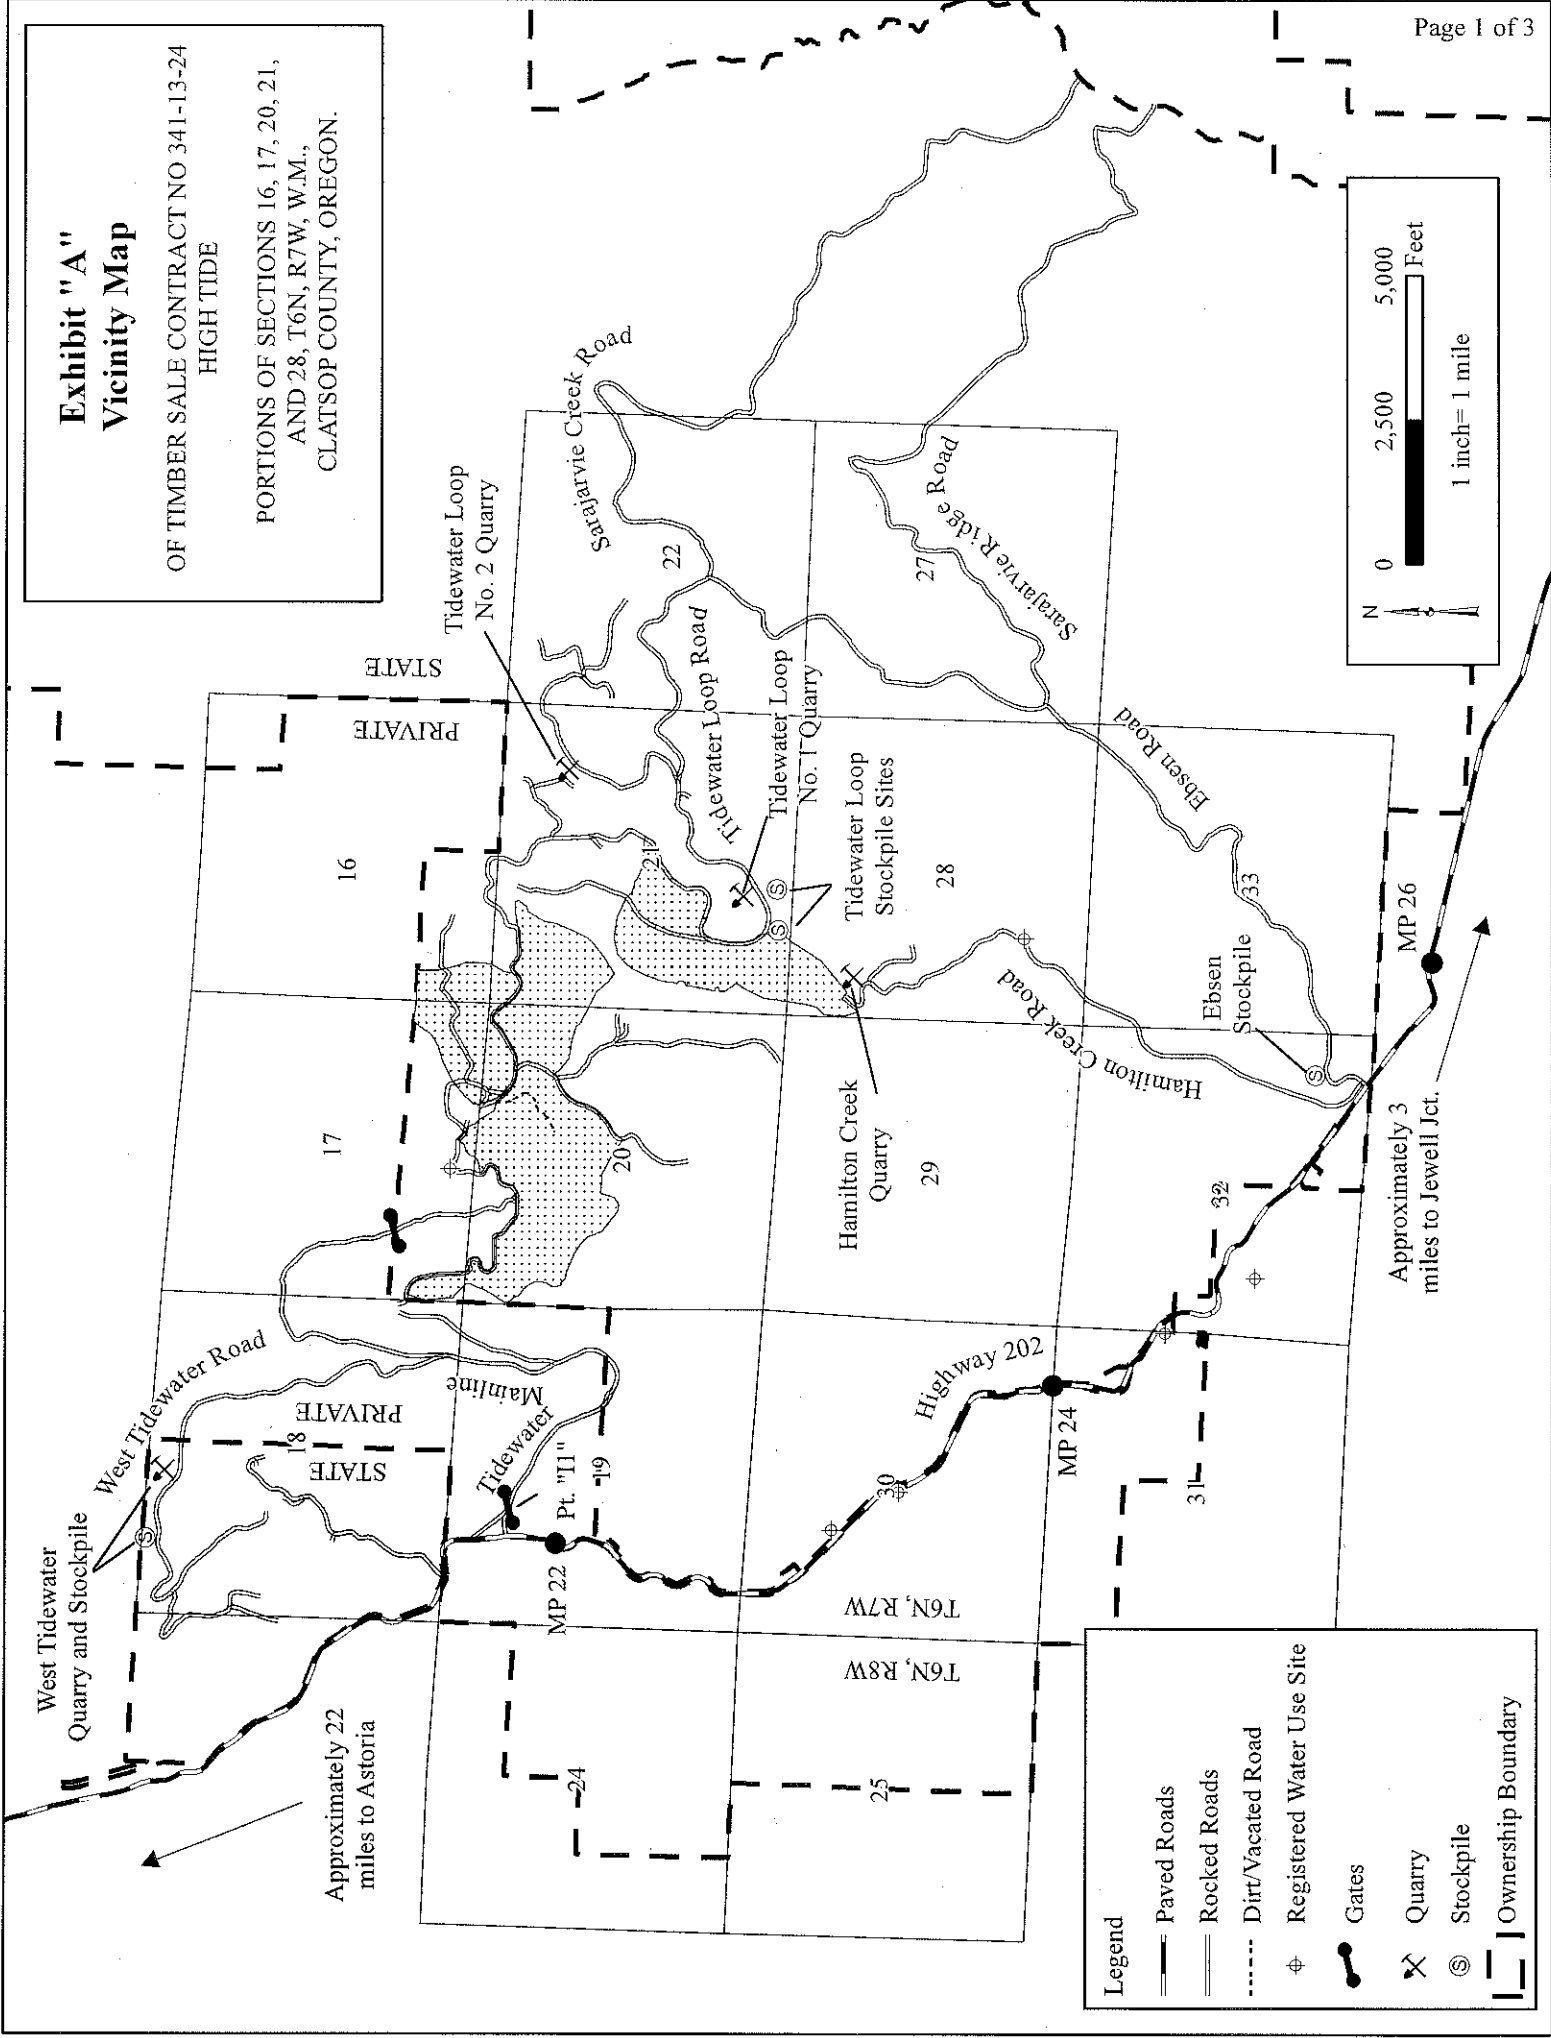 Page 1 of 3
Exhibit "A"
Vicinity Map
OF TIMBER SALE CONTRACT NO 341-13-24
HIGH TIDE
PORTIONS OF SECTIONS 16, 17, 20, 21,
AND 28, T6N, R7W, W.M.,
CLATSOP COUNTY, OREGON.
West Tidewater
Quarry and Stockpile
West Tidewater Road
Approximately 22
miles to Astoria
STATE
PRIVATE
18
17
16
PRIVATE
STATE
Tidewater Loop
No. 2 Quarry
Sarajarvie Creek Road
Tidewater
Mainline
Pt. "I1"
MP 22
19
20
21
22
24
Tidewater Loop Road
Tidewater Loop
No. 1 Quarry
Tidewater Loop
Stockpile Sites
Hamilton Creek
Quarry
T6N, R8W
T6N, R7W
25
30
29
28
27
Sarajarvie Ridge Road
Highway 202
MP 24
Hamilton Creek Road
Ebsen Road
Ebsen
Stockpile
31
32
33
MP 26
Approximately 3
miles to Jewell Jct.
Legend
Paved Roads
Rocked Roads
Dirt/Vacated Road
Registered Water Use Site
Gates
Quarry
S Stockpile
Ownership Boundary
N
0 2,500 5,000
Feet
1 inch= 1 mile